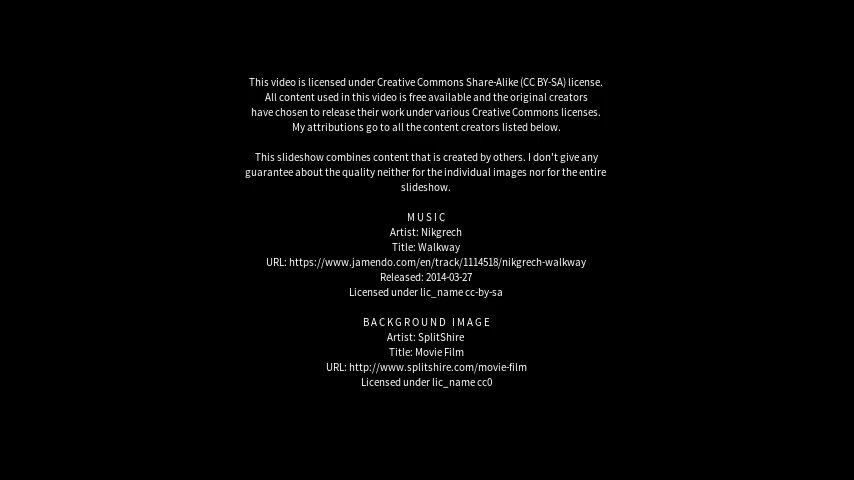 This video is licensed under Creative Commons Share-Alike (CC BY-SA) license.
All content used in this video is free available and the original creators
have chosen to release their work under various Creative Commons licenses.
My attributions go to all the content creators listed below.
This slideshow combines content that is created by others. I don't give any
guarantee about the quality neither for the individual images nor for the entire
slideshow.
MUSIC
Artist: Nikgrech
Title: Walkway
URL: https://www.jamendo.com/en/track/1114518/nikgrech-walkway
Released: 2014-03-27
Licensed under lic_name cc-by-sa
BACKGROUND IMAGE
Artist: SplitShire
Title: Movie Film
URL: http://www.splitshire.com/movie-film
Licensed under lic_name cc0